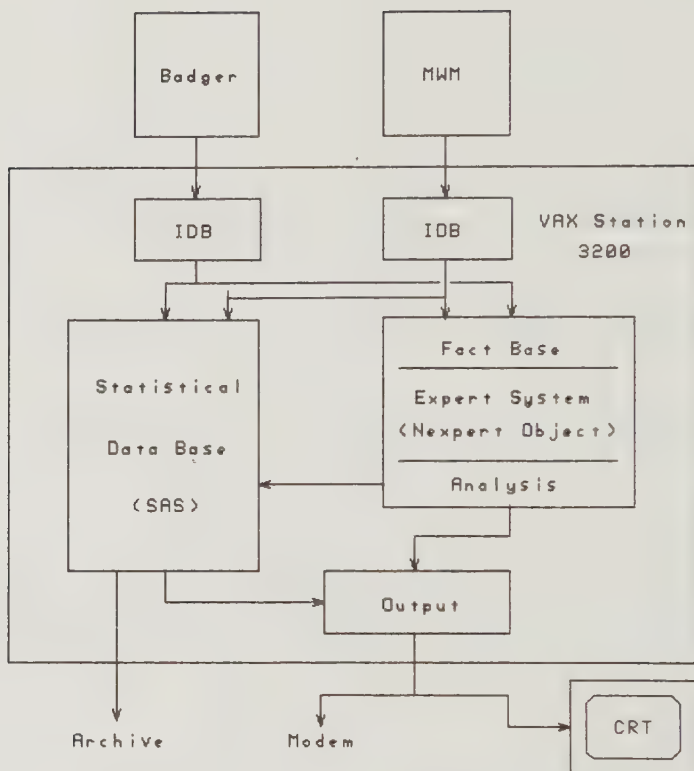 Badger
MWM
IDB
IDB
VAX Station
3200
Statistical
Data Base
(SAS)
Fact Base
Expert System
(Nexpert Object)
Analysis
Output
Archive
Modem
CRT